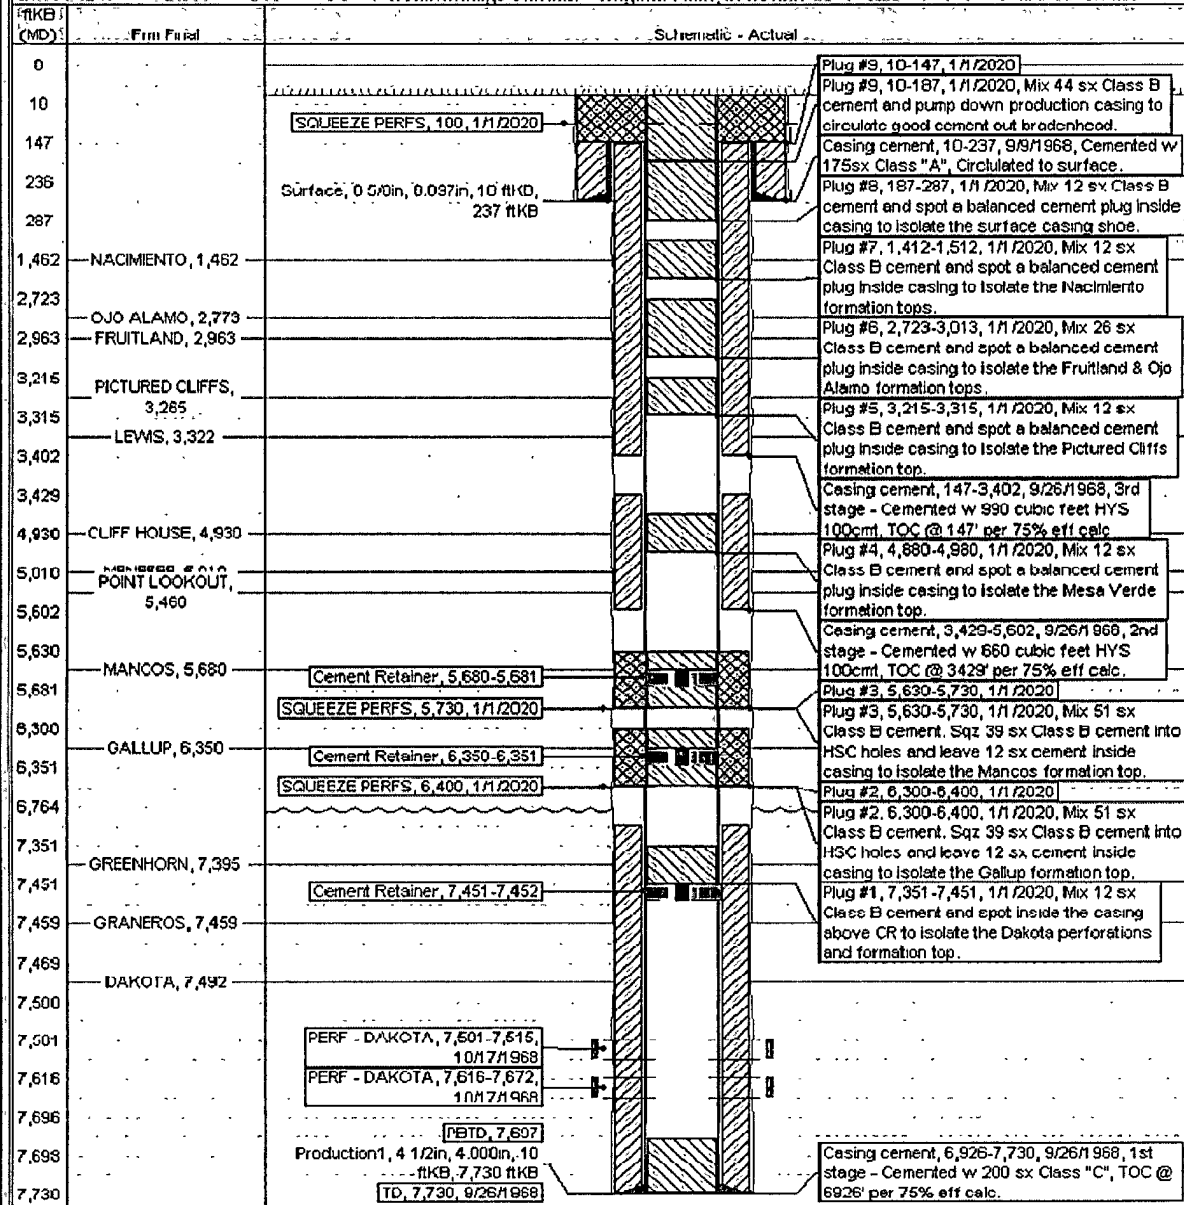 ftKB
(MD)
Frm Final
Schematic - Actual
0
10
147
236
287
1,462
2,723
2,963
3,215
3,315
3,402
3,429
4,930
5,010
5,602
5,630
5,681
6,300
6,351
6,764
7,351
7,451
7,459
7,469
7,500
7,501
7,616
7,696
7,698
7,730
NACIMIENTO, 1,462
OJO ALAMO, 2,773
FRUITLAND, 2,963
PICTURED CLIFFS,
3,265
LEWIS, 3,322
CLIFF HOUSE, 4,930
POINT LOOKOUT,
5,460
MANCOS, 5,680
GALLUP, 6,350
GREENHORN, 7,395
GRANEROS, 7,459
DAKOTA, 7,492
SQUEEZE PERFS, 100, 1/1/2020
Surface, 10 ftKB,
237 ftKB
Cement Retainer, 5,680-5,681
SQUEEZE PERFS, 5,730, 1/1/2020
Cement Retainer, 6,350-6,351
SQUEEZE PERFS, 6,400, 1/1/2020
Cement Retainer, 7,451-7,452
PERF - DAKOTA, 7,501-7,515,
10/17/1968
PERF - DAKOTA, 7,616-7,672,
10/17/1968
PBTD, 7,697
Production1, 4 1/2in, 4.000in, 10
ftKB, 7,730 ftKB
TD, 7,730, 9/26/1968
Plug #9, 10-147, 1/1/2020
Plug #9, 10-187, 1/1/2020, Mix 44 sx Class B
cement and pump down production casing to
circulate good cement out bradenhead.
Casing cement, 10-237, 9/9/1968, Cemented w
175sx Class "A", Circlulated to surface.
Plug #8, 187-287, 1/1/2020, Mix 12 sx Class B
cement and spot a balanced cement plug inside
casing to isolate the surface casing shoe.
Plug #7, 1,412-1,512, 1/1/2020, Mix 12 sx
Class B cement and spot a balanced cement
plug inside casing to isolate the Nacimiento
formation tops.
Plug #6, 2,723-3,013, 1/1/2020, Mix 26 sx
Class B cement and spot a balanced cement
plug inside casing to isolate the Fruitland & Ojo
Alamo formation tops.
Plug #5, 3,215-3,315, 1/1/2020, Mix 12 sx
Class B cement and spot a balanced cement
plug inside casing to isolate the Pictured Cliffs
formation top.
Casing cement, 147-3,402, 9/26/1968, 3rd
stage - Cemented w 990 cubic feet HYS
100cmt, TOC @ 147' per 75% eff calc
Plug #4, 4,880-4,980, 1/1/2020, Mix 12 sx
Class B cement and spot a balanced cement
plug inside casing to isolate the Mesa Verde
formation top.
Casing cement, 3,429-5,602, 9/26/1968, 2nd
stage - Cemented w 660 cubic feet HYS
100cmt, TOC @ 3429' per 75% eff calc.
Plug #3, 5,630-5,730, 1/1/2020
Plug #3, 5,630-5,730, 1/1/2020, Mix 51 sx
Class B cement. Sqz 39 sx Class B cement into
HSC holes and leave 12 sx cement inside
casing to isolate the Mancos formation top.
Plug #2, 6,300-6,400, 1/1/2020
Plug #2, 6,300-6,400, 1/1/2020, Mix 51 sx
Class B cement. Sqz 39 sx Class B cement into
HSC holes and leave 12 sx cement inside
casing to isolate the Gallup formation top.
Plug #1, 7,351-7,451, 1/1/2020, Mix 12 sx
Class B cement and spot inside the casing
above CR to isolate the Dakota perforations
and formation top.
Casing cement, 6,926-7,730, 9/26/1968, 1st
stage - Cemented w 200 sx Class "C", TOC @
6926' per 75% eff calc.